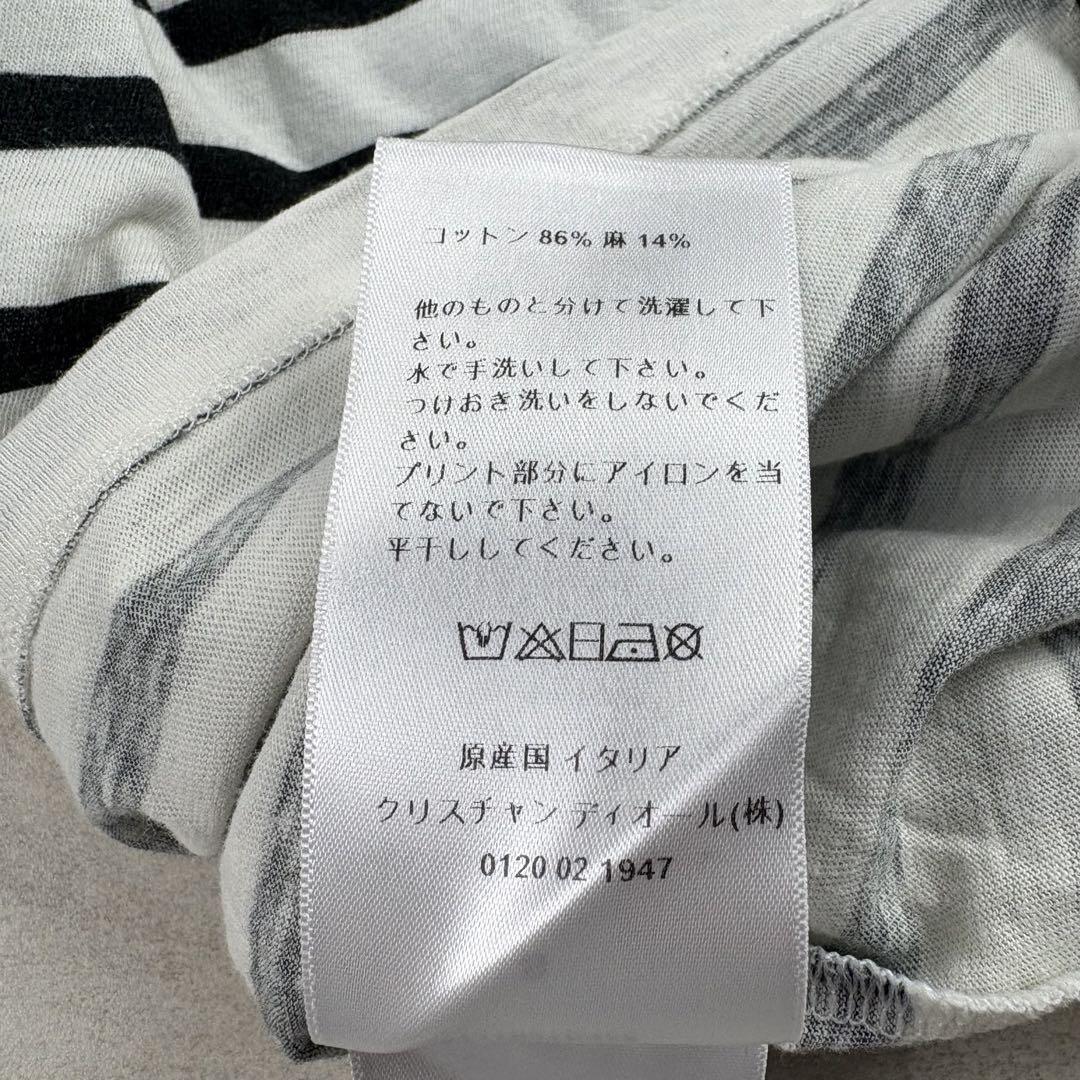 コットン 86% 麻 14%
他のものと分けて洗濯して下
さい。
水で手洗いして下さい。
つけおき洗いをしないでくだ
さい。
プリント部分にアイロンを当
てないで下さい。
平干ししてください。
原産国 イタリア
クリスチャン ディオール(株)
0120 02 1947